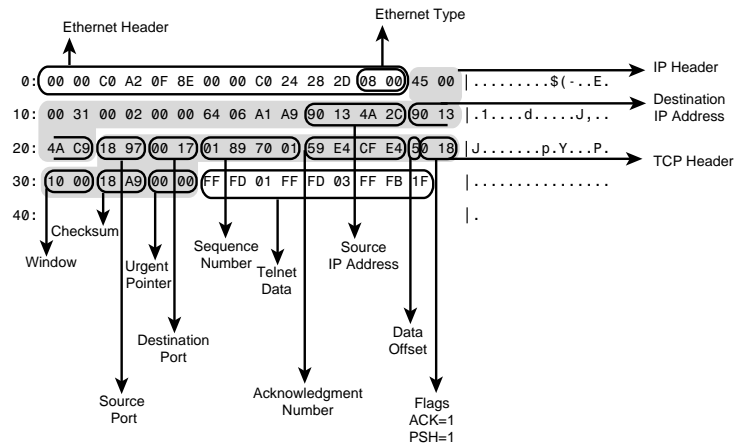 Ethernet Header
Ethernet Type
0: 00 00 C0 A2 0F 8E 00 00 C0 24 28 2D 08 00 45 00 |.........$(-..E.
IP Header
10: 00 31 00 02 00 00 64 06 A1 A9 90 13 4A 2C 90 13 |.1....d.....J,..
Destination
IP Address
20: 4A C9 18 97 00 17 01 89 70 01 59 E4 CF E4 50 18 |J.......p.Y...P.
TCP Header
30: 10 00 18 A9 00 00 FF FD 01 FF FD 03 FF FB 1F |................
40: |.
Checksum
Window
Urgent
Pointer
Sequence
Number
Telnet
Data
Source
IP Address
Destination
Port
Data
Offset
Source
Port
Acknowledgment
Number
Flags
ACK=1
PSH=1